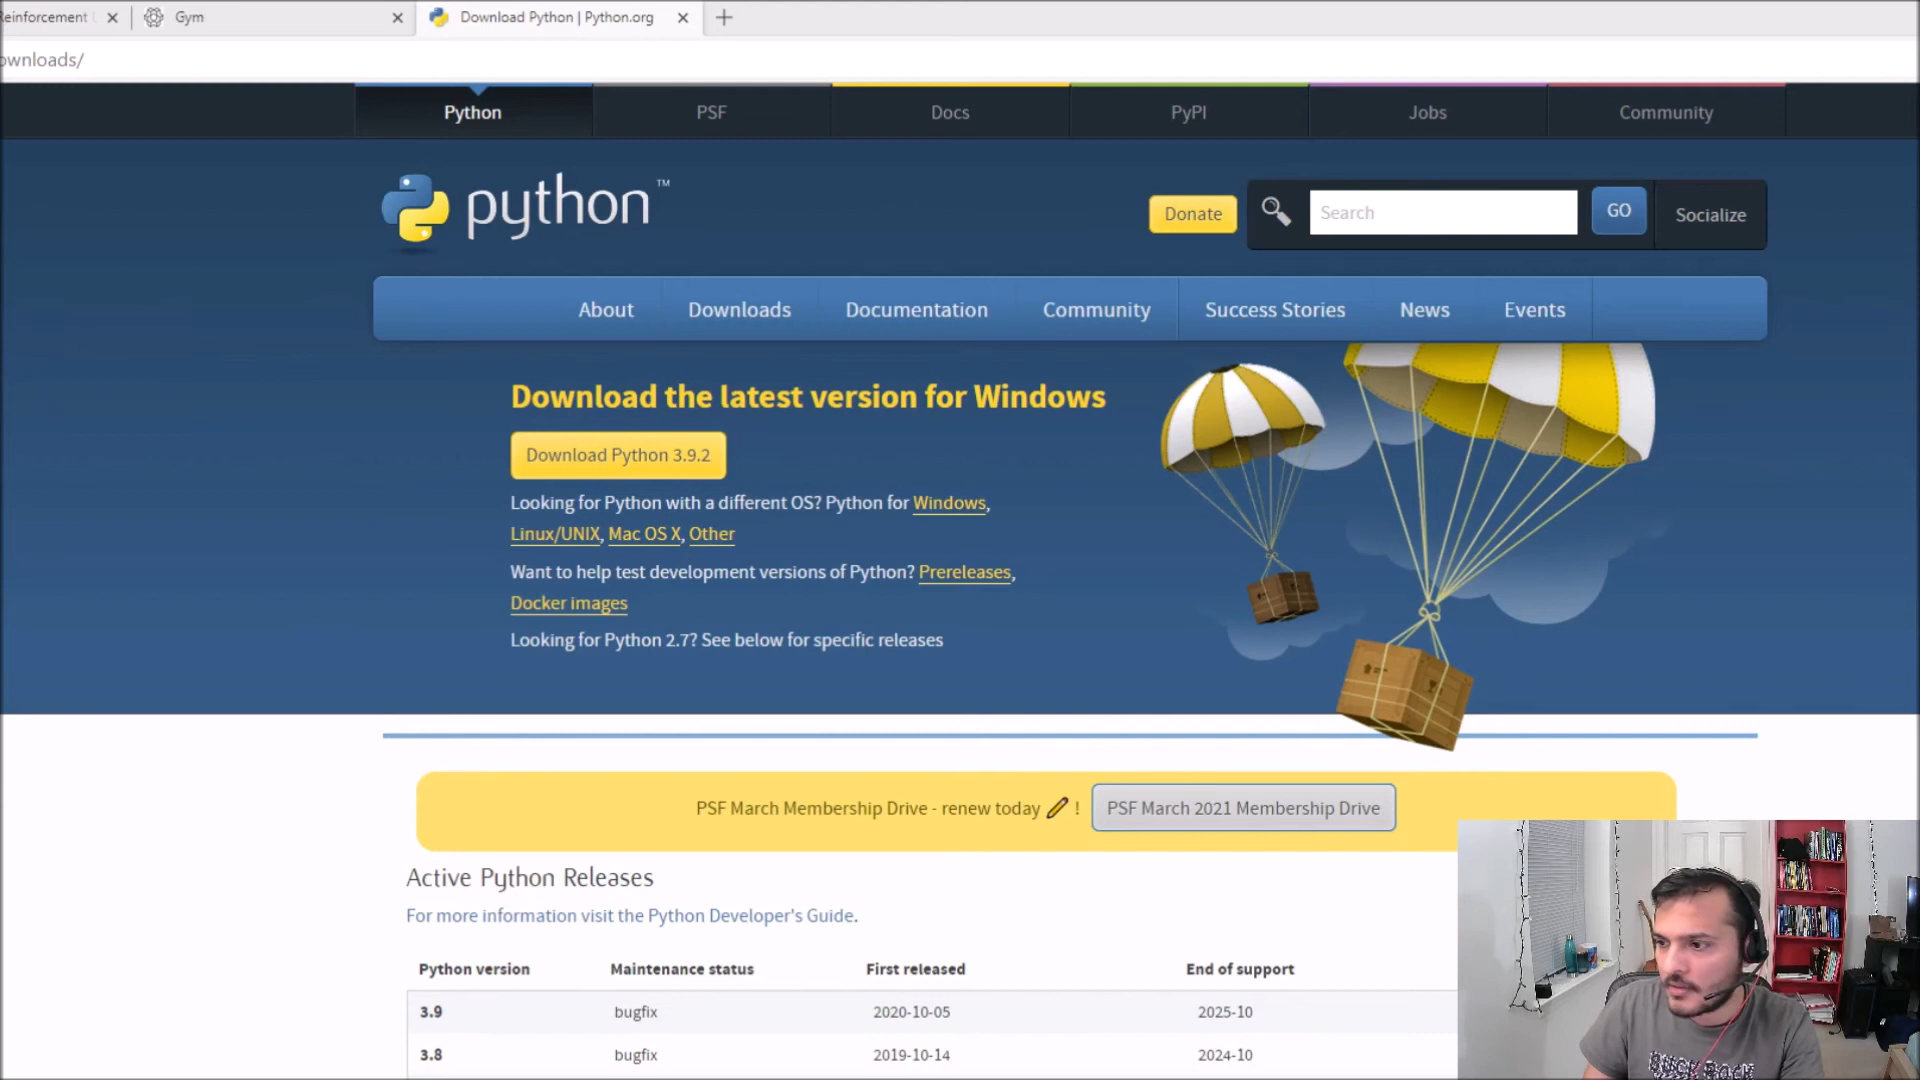 Reinforcement
Gym
Download Python | Python.org
ownloads/
Python
PSF
Docs
PyPI
Jobs
Community
python™
Donate
Search
GO
Socialize
About
Downloads
Documentation
Community
Success Stories
News
Events
Download the latest version for Windows
Download Python 3.9.2
Looking for Python with a different OS? Python for Windows,
Linux/UNIX, Mac OS X, Other
Want to help test development versions of Python? Prereleases,
Docker images
Looking for Python 2.7? See below for specific releases
PSF March Membership Drive - renew today !
PSF March 2021 Membership Drive
Active Python Releases
For more information visit the Python Developer's Guide.
Python version Maintenance status First released End of support
3.9 bugfix 2020-10-05 2025-10
3.8 bugfix 2019-10-14 2024-10